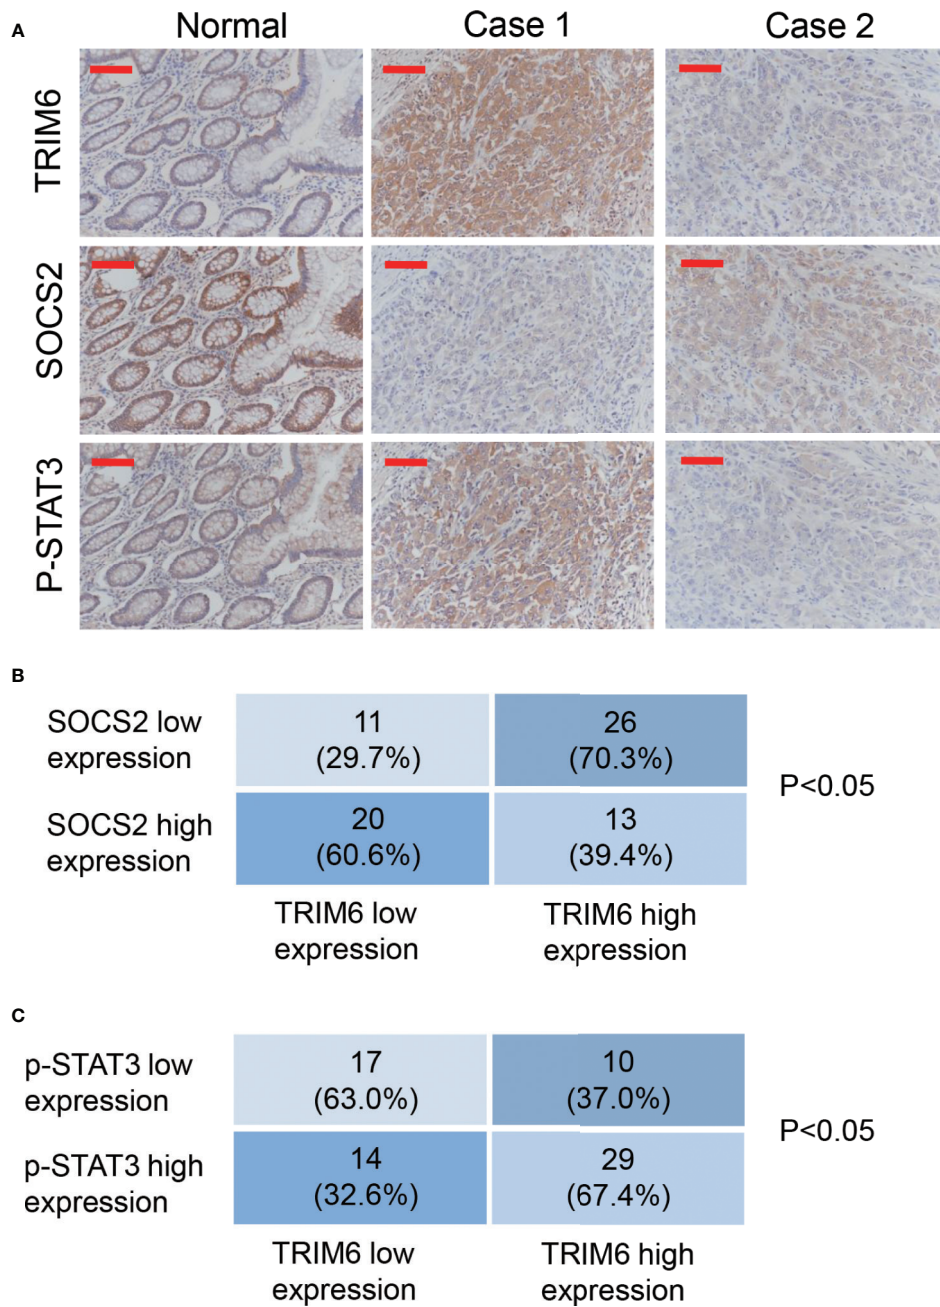 A
Normal
Case 1
Case 2
TRIM6
SOCS2
P-STAT3
B
SOCS2 low
expression
11
(29.7%)
26
(70.3%)
P<0.05
SOCS2 high
expression
20
(60.6%)
13
(39.4%)
TRIM6 low
expression
TRIM6 high
expression
C
p-STAT3 low
expression
17
(63.0%)
10
(37.0%)
P<0.05
p-STAT3 high
expression
14
(32.6%)
29
(67.4%)
TRIM6 low
expression
TRIM6 high
expression